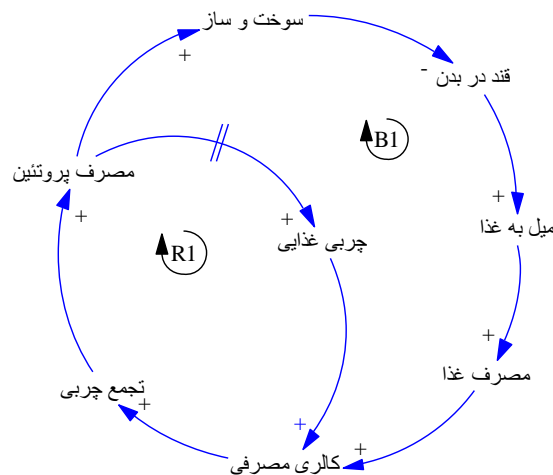 سوخت و ساز
+
قند در بدن
-
B1
مصرف پروتئین
+
+
میل به غذا
+
چربی غذایی
R1
+
مصرف غذا
تجمع چربی
+
+
+
کالری مصرفی